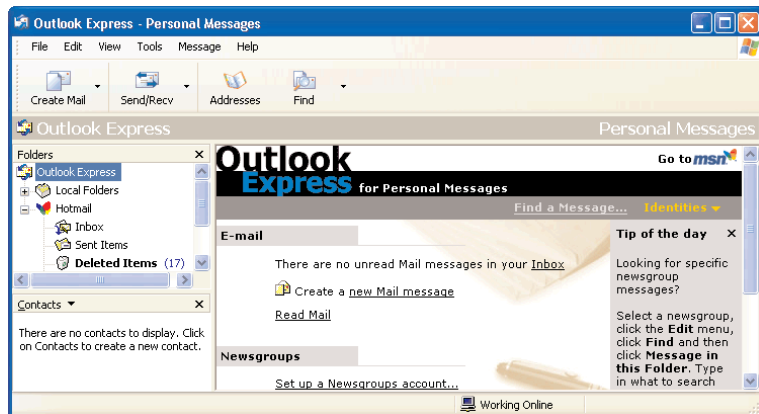 Outlook Express - Personal Messages
File Edit View Tools Message Help
Create Mail Send/Recv Addresses Find
Outlook Express Personal Messages
Folders
Outlook Express
Local Folders
Hotmail
Inbox
Sent Items
Deleted Items (17)
Contacts
There are no contacts to display. Click
on Contacts to create a new contact.
Outlook
Express for Personal Messages
Go to msn
Find a Message... Identities
E-mail
There are no unread Mail messages in your Inbox
Create a new Mail message
Read Mail
Newsgroups
Set up a Newsgroups account...
Tip of the day
Looking for specific
newsgroup
messages?
Select a newsgroup,
click the Edit menu,
click Find and then
click Message in
this Folder. Type
in what to search
Working Online